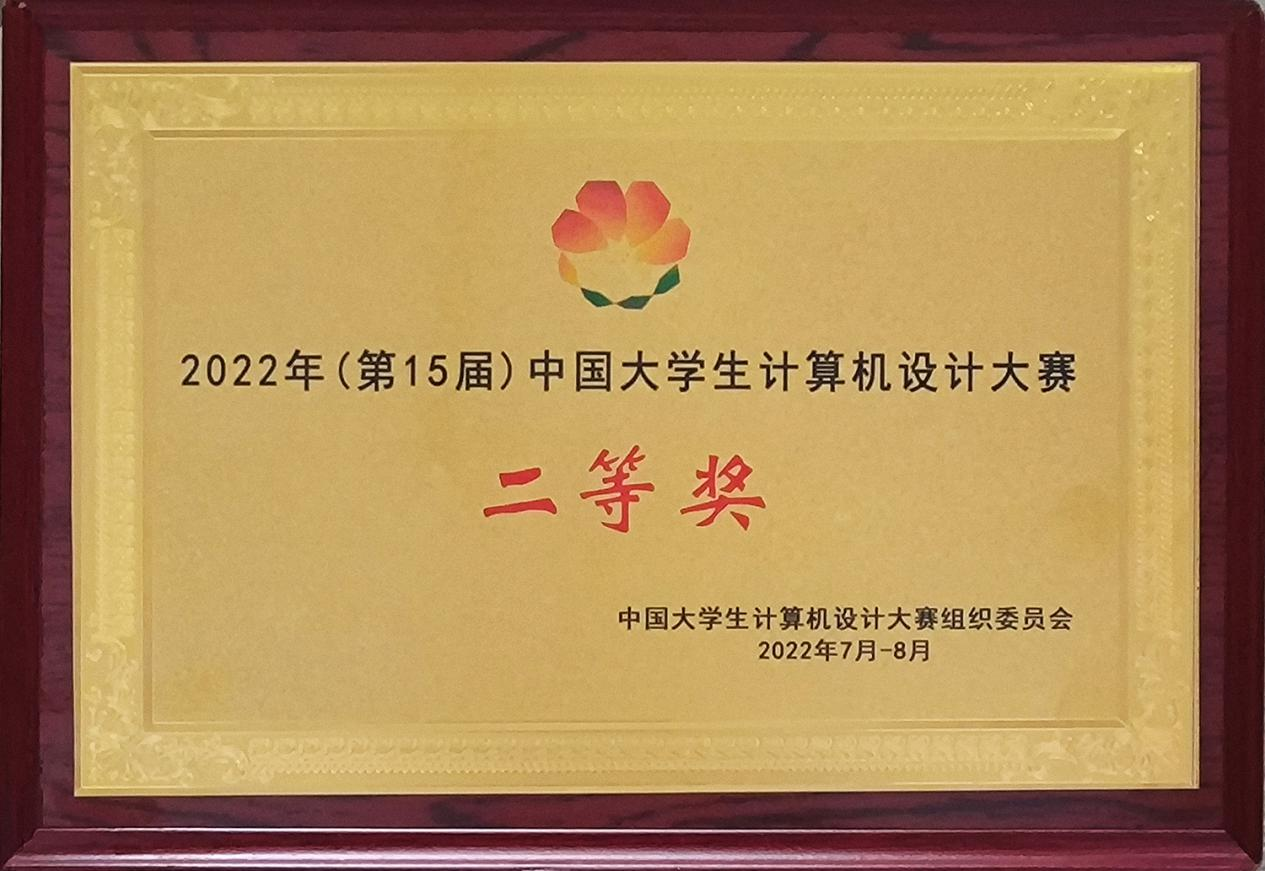 2022年(第15届)中国大学生计算机设计大赛
二等奖
中国大学生计算机设计大赛组织委员会
2022年7月-8月